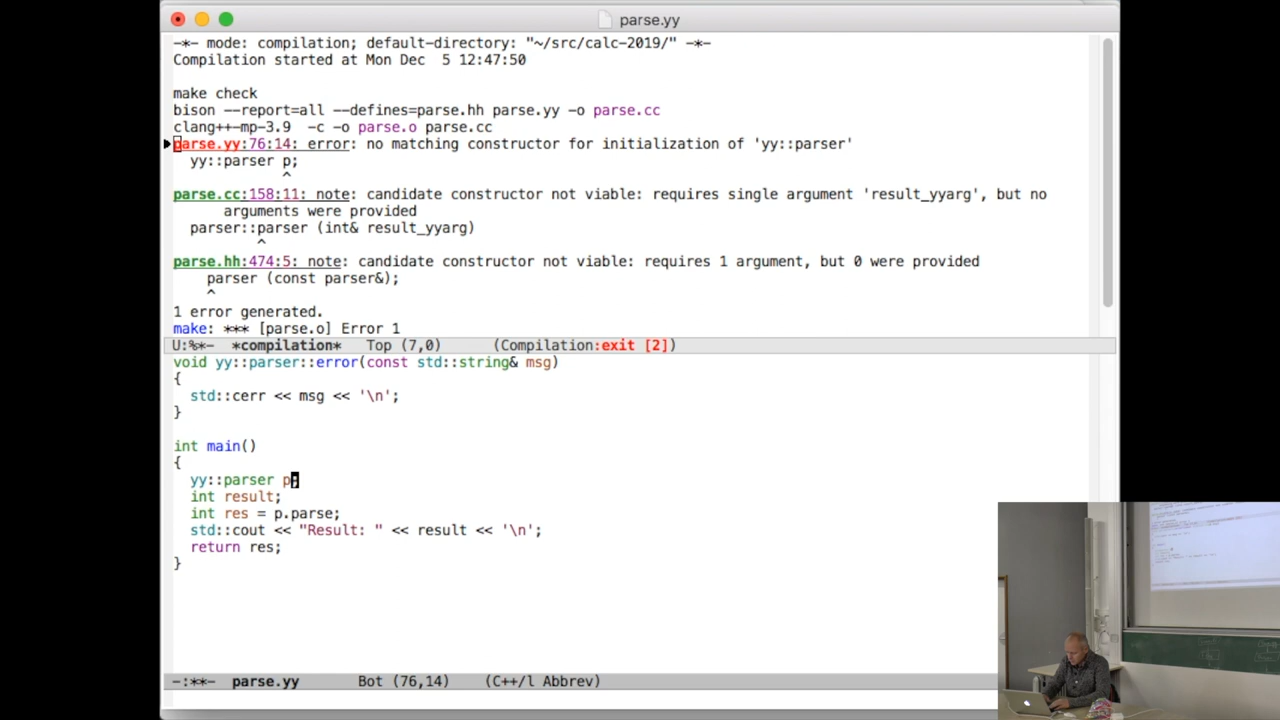 parse.yy
-*- mode: compilation; default-directory: "~/src/calc-2019/" -*-
Compilation started at Mon Dec  5 12:47:50
make check
bison --report=all --defines=parse.hh parse.yy -o parse.cc
clang++-mp-3.9  -c -o parse.o parse.cc
parse.yy:76:14: error: no matching constructor for initialization of 'yy::parser'
yy::parser p;
^
parse.cc:158:11: note: candidate constructor not viable: requires single argument 'result_yyarg', but no
arguments were provided
parser::parser (int& result_yyarg)
^
parse.hh:474:5: note: candidate constructor not viable: requires 1 argument, but 0 were provided
parser (const parser&);
^
1 error generated.
make: *** [parse.o] Error 1
U:%*-  *compilation*   Top (7,0)     (Compilation:exit [2])
void yy::parser::error(const std::string& msg)
{
std::cerr << msg << '\n';
}
int main()
{
yy::parser p;
int result;
int res = p.parse;
std::cout << "Result: " << result << '\n';
return res;
}
-:**-  parse.yy       Bot (76,14)    (C++/l Abbrev)